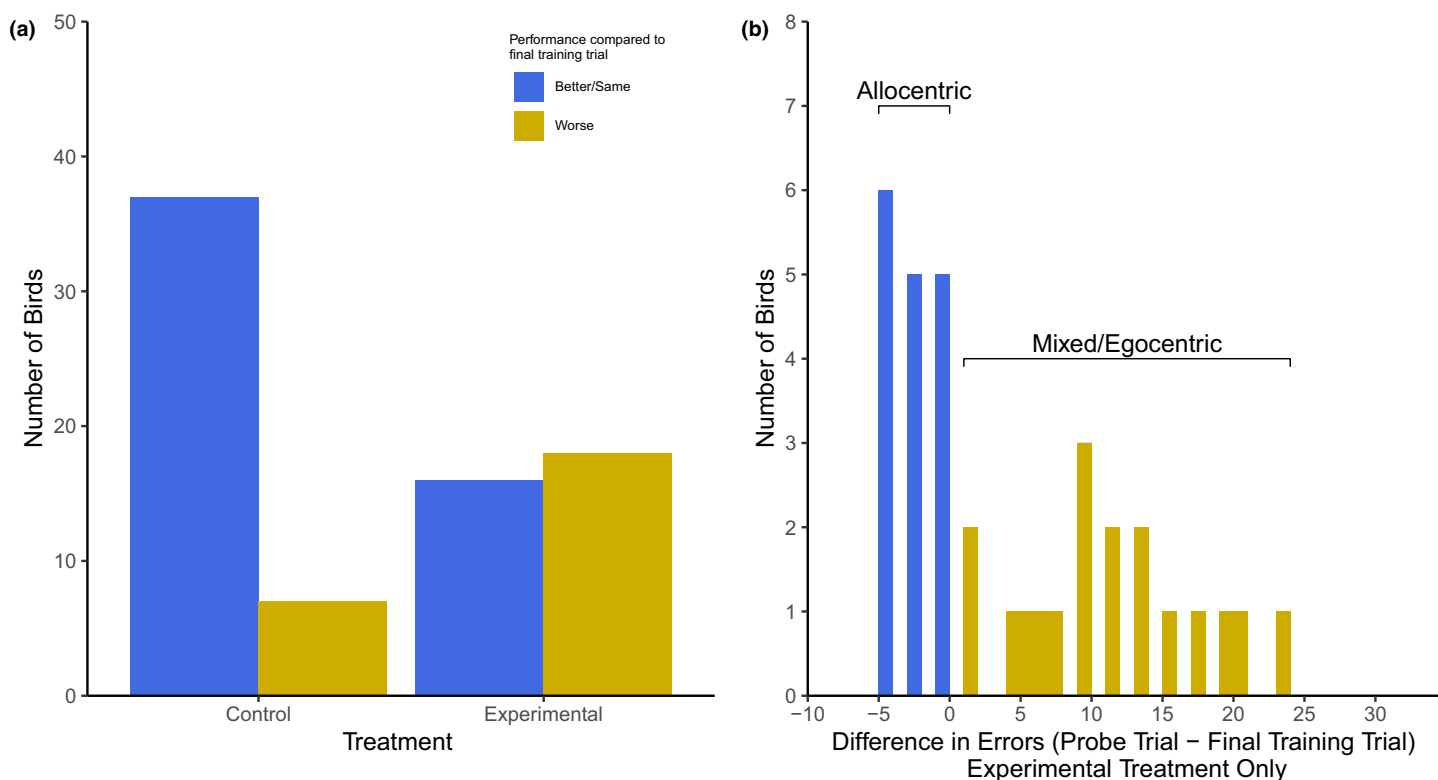 (a)
50
40
30
20
10
0
Number of Birds
Performance compared to
final training trial
Better/Same
Worse
Control
Experimental
Treatment
(b)
8
7
6
5
4
3
2
1
0
Number of Birds
Allocentric
Mixed/Egocentric
−10
−5
0
5
10
15
20
25
30
Difference in Errors (Probe Trial − Final Training Trial)
Experimental Treatment Only